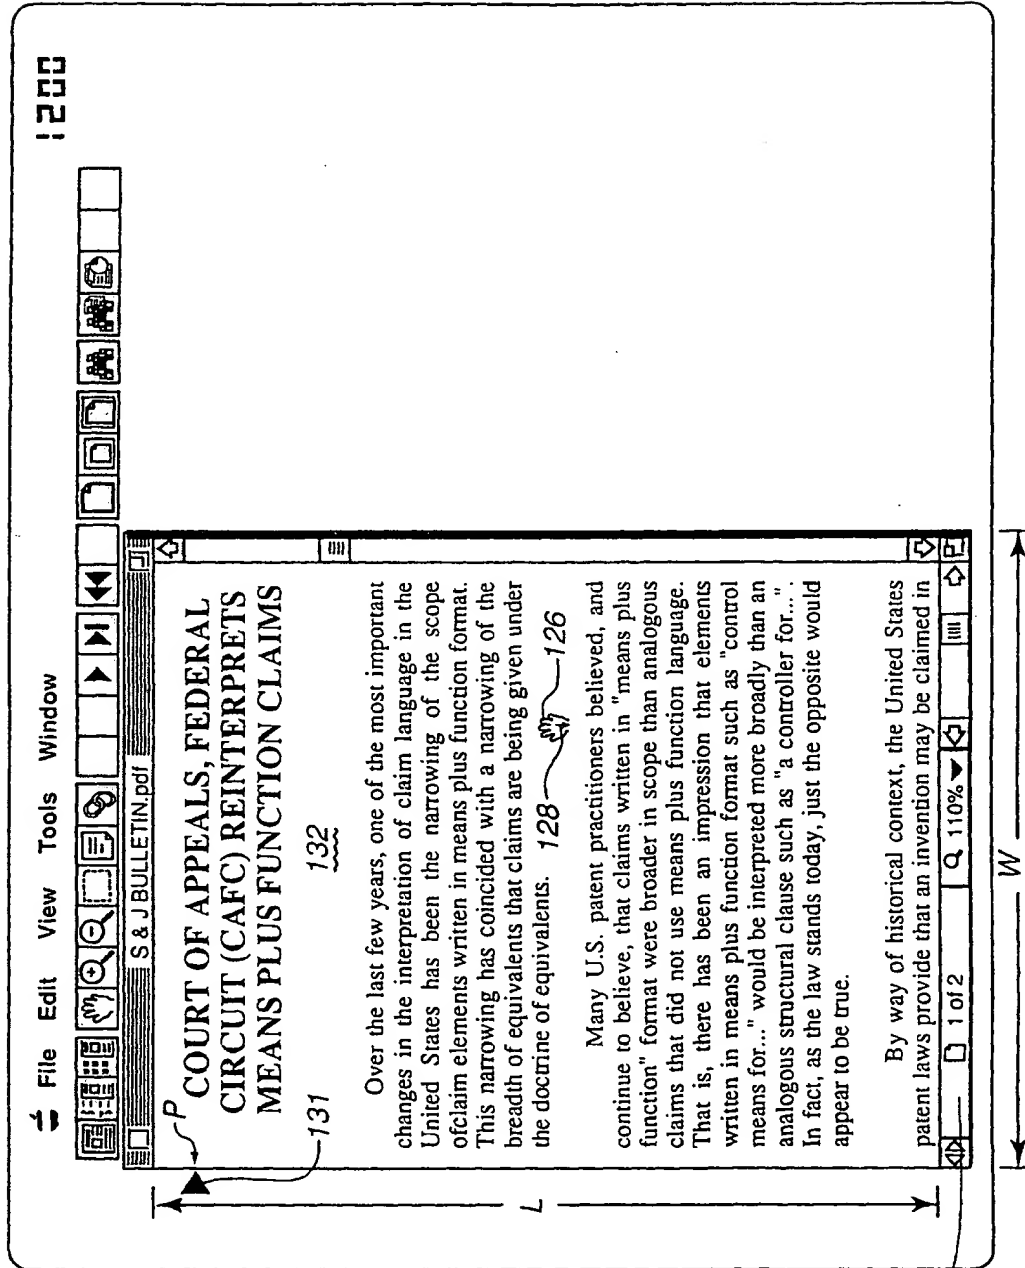 1200
File Edit View Tools Window
S & J BULLETIN.pdf
P
COURT OF APPEALS, FEDERAL
CIRCUIT (CAFC) REINTERPRETS
MEANS PLUS FUNCTION CLAIMS
131
132
Over the last few years, one of the most important
changes in the interpretation of claim language in the
United States has been the narrowing of the scope
ofclaim elements written in means plus function format.
This narrowing has coincided with a narrowing of the
breadth of equivalents that claims are being given under
the doctrine of equivalents.
128
126
Many U.S. patent practitioners believed, and
continue to believe, that claims written in "means plus
function" format were broader in scope than analogous
claims that did not use means plus function language.
That is, there has been an impression that elements
written in means plus function format such as "control
means for..." would be interpreted more broadly than an
analogous structural clause such as "a controller for...".
In fact, as the law stands today, just the opposite would
appear to be true.
By way of historical context, the United States
patent laws provide that an invention may be claimed in
1 of 2
110%
L
W